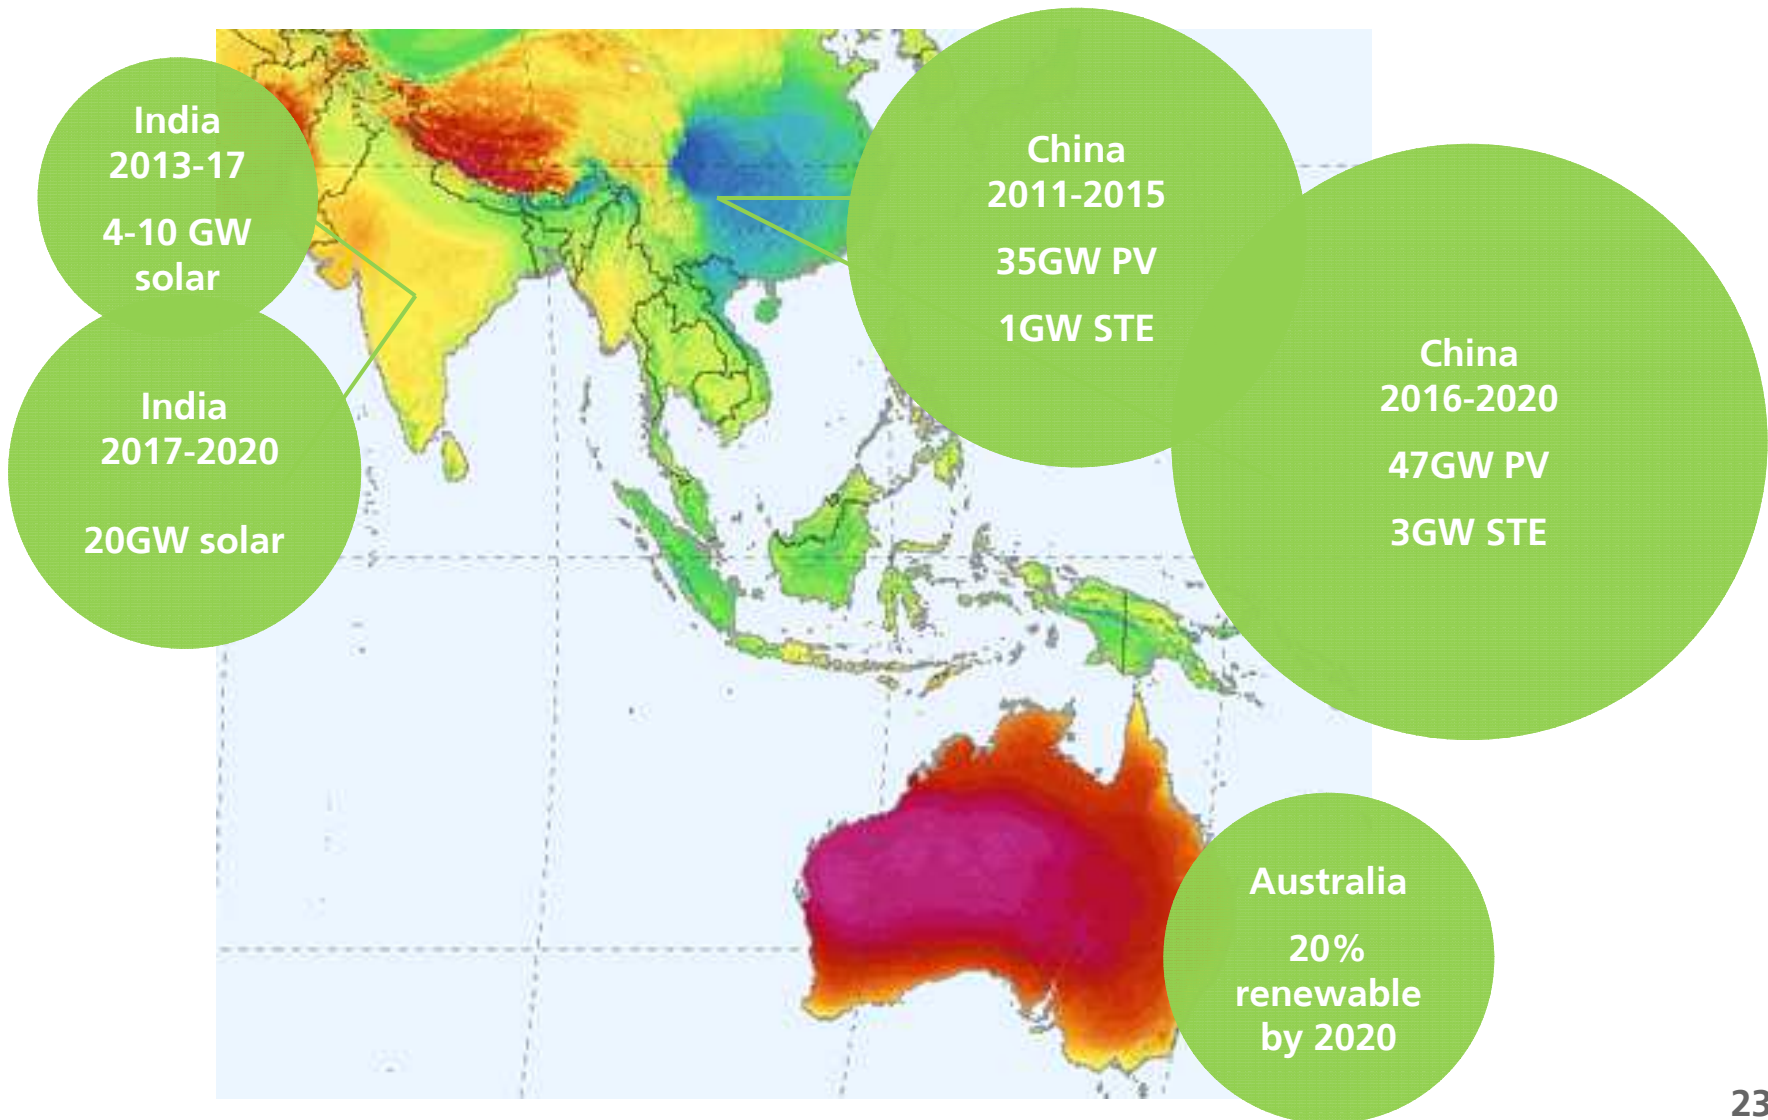 India
2013-17
4-10 GW
solar
India
2017-2020
20GW solar
China
2011-2015
35GW PV
1GW STE
China
2016-2020
47GW PV
3GW STE
Australia
20%
renewable
by 2020
23